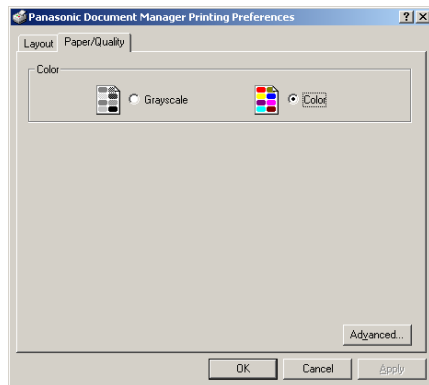 Panasonic Document Manager Printing Preferences
Layout Paper/Quality
Color
Grayscale Color
Advanced...
OK Cancel Apply